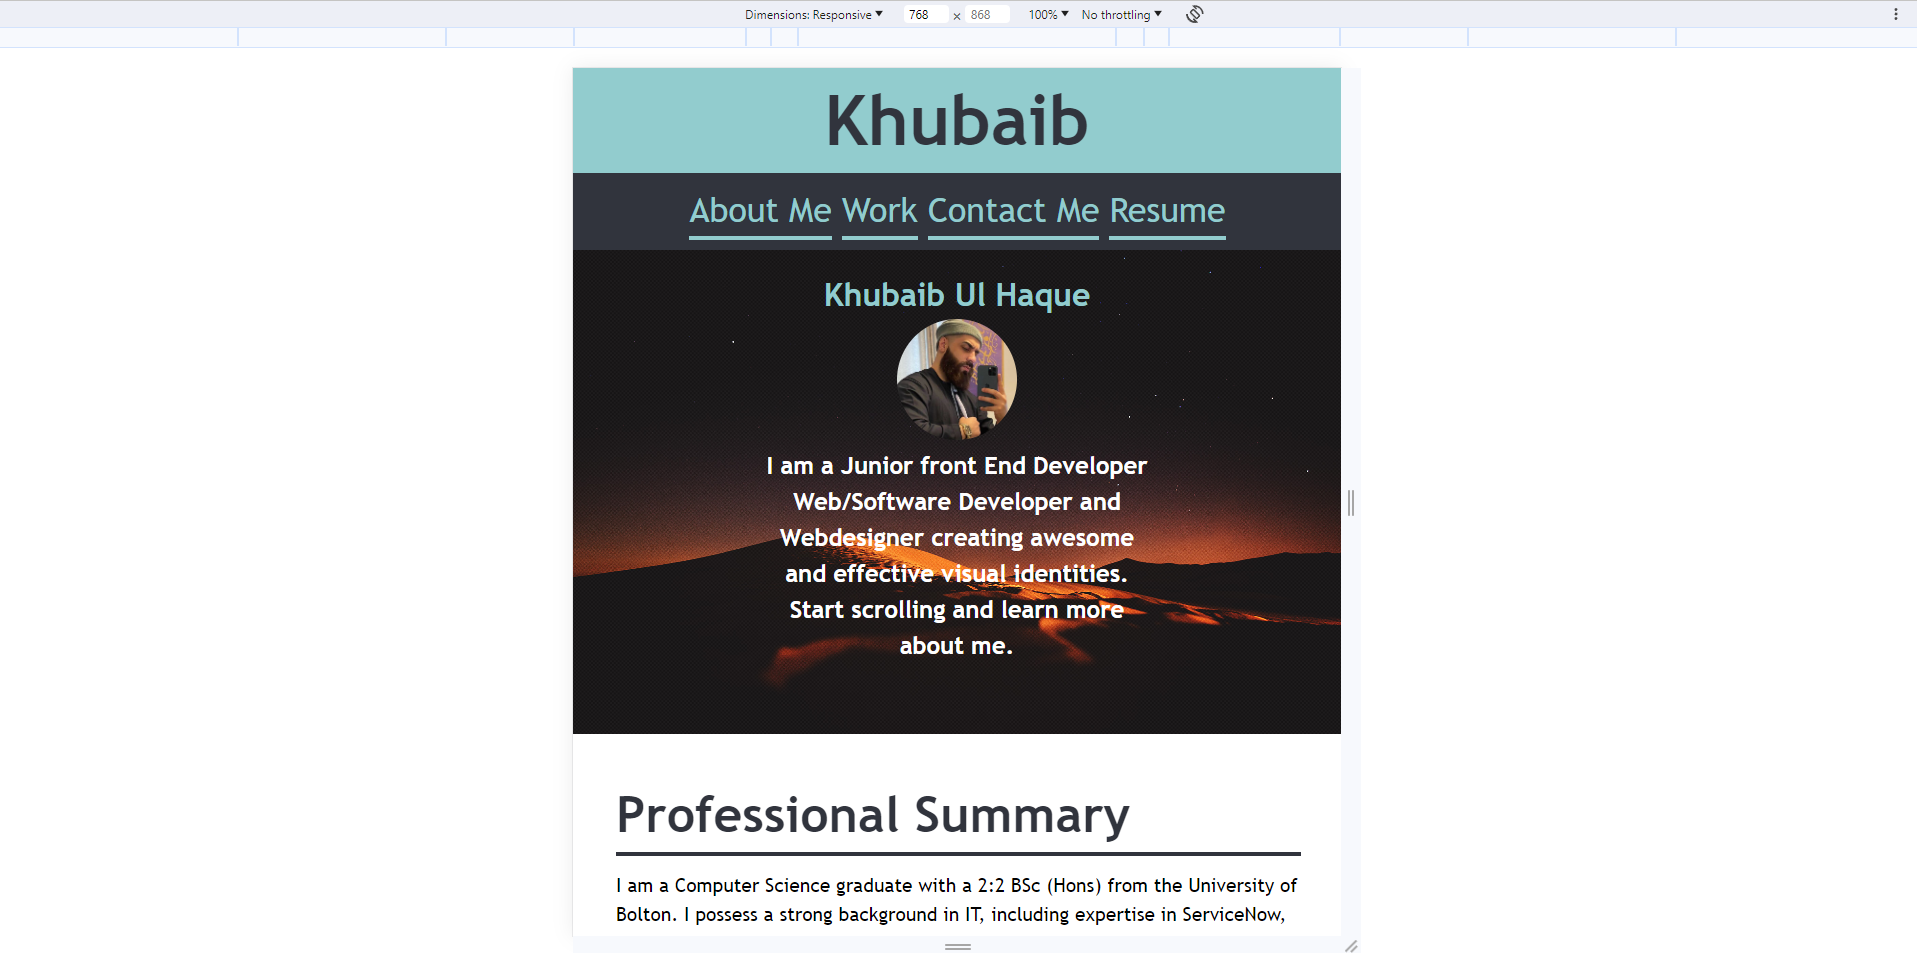 Dimensions: Responsive 768 × 868 100% No throttling
Khubaib
About Me Work Contact Me Resume
Khubaib Ul Haque
I am a Junior front End Developer
Web/Software Developer and
Webdesigner creating awesome
and effective visual identities.
Start scrolling and learn more
about me.
Professional Summary
I am a Computer Science graduate with a 2:2 BSc (Hons) from the University of
Bolton. I possess a strong background in IT, including expertise in ServiceNow,